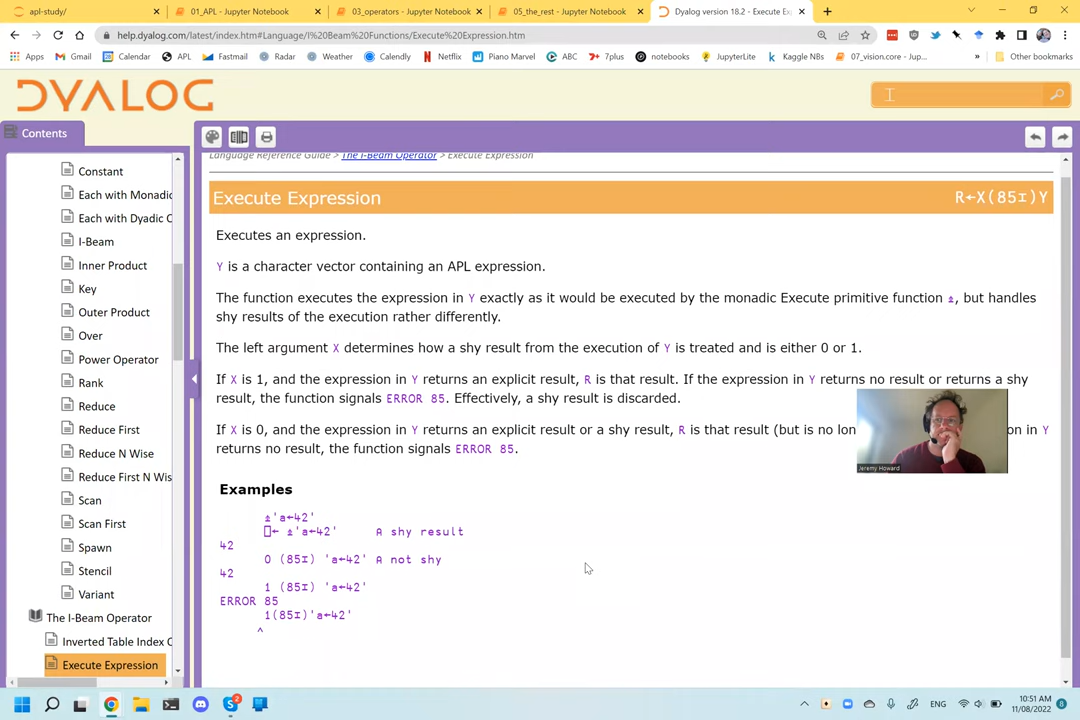 apl-study/
01_APL - Jupyter Notebook
03_operators - Jupyter Notebook
05_the_rest - Jupyter Notebook
Dyalog version 18.2 - Execute Ex
help.dyalog.com/latest/index.htm#Language/I%20Beam%20Functions/Execute%20Expression.htm
Apps
Gmail
Calendar
APL
Fastmail
Radar
Weather
Calendly
Netflix
Piano Marvel
ABC
7plus
notebooks
JupyterLite
Kaggle NBs
07_vision.core - Jup...
»
Other bookmarks
DYALOG
Contents
Language Reference Guide > The I-Beam Operator > Execute Expression
Constant
Each with Monadic
Each with Dyadic O
I-Beam
Inner Product
Key
Outer Product
Over
Power Operator
Rank
Reduce
Reduce First
Reduce N Wise
Reduce First N Wis
Scan
Scan First
Spawn
Stencil
Variant
The I-Beam Operator
Inverted Table Index O
Execute Expression
Execute Expression R←X(85⌶)Y
Executes an expression.
Y is a character vector containing an APL expression.
The function executes the expression in Y exactly as it would be executed by the monadic Execute primitive function ⍎, but handles
shy results of the execution rather differently.
The left argument X determines how a shy result from the execution of Y is treated and is either 0 or 1.
If X is 1, and the expression in Y returns an explicit result, R is that result. If the expression in Y returns no result or returns a shy
result, the function signals ERROR 85. Effectively, a shy result is discarded.
If X is 0, and the expression in Y returns an explicit result or a shy result, R is that result (but is no lon on in Y
returns no result, the function signals ERROR 85.
Jeremy Howard
Examples
⍎'a←42'
⎕← ⍎'a←42' ⍝ A shy result
42
0 (85⌶) 'a←42' ⍝ not shy
42
1 (85⌶) 'a←42'
ERROR 85
1(85⌶)'a←42'
^
2
ENG
10:51 AM
11/08/2022
8